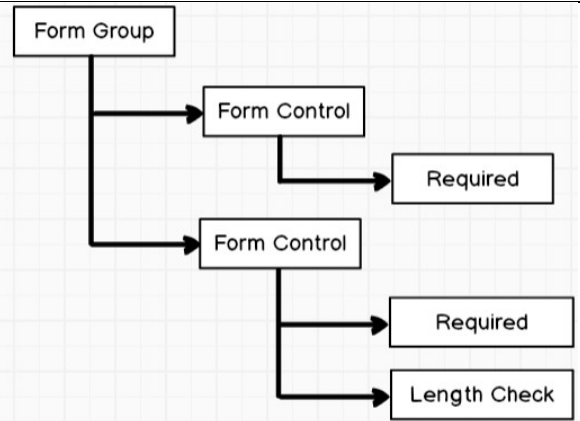 Form Group
Form Control
Required
Form Control
Required
Length Check